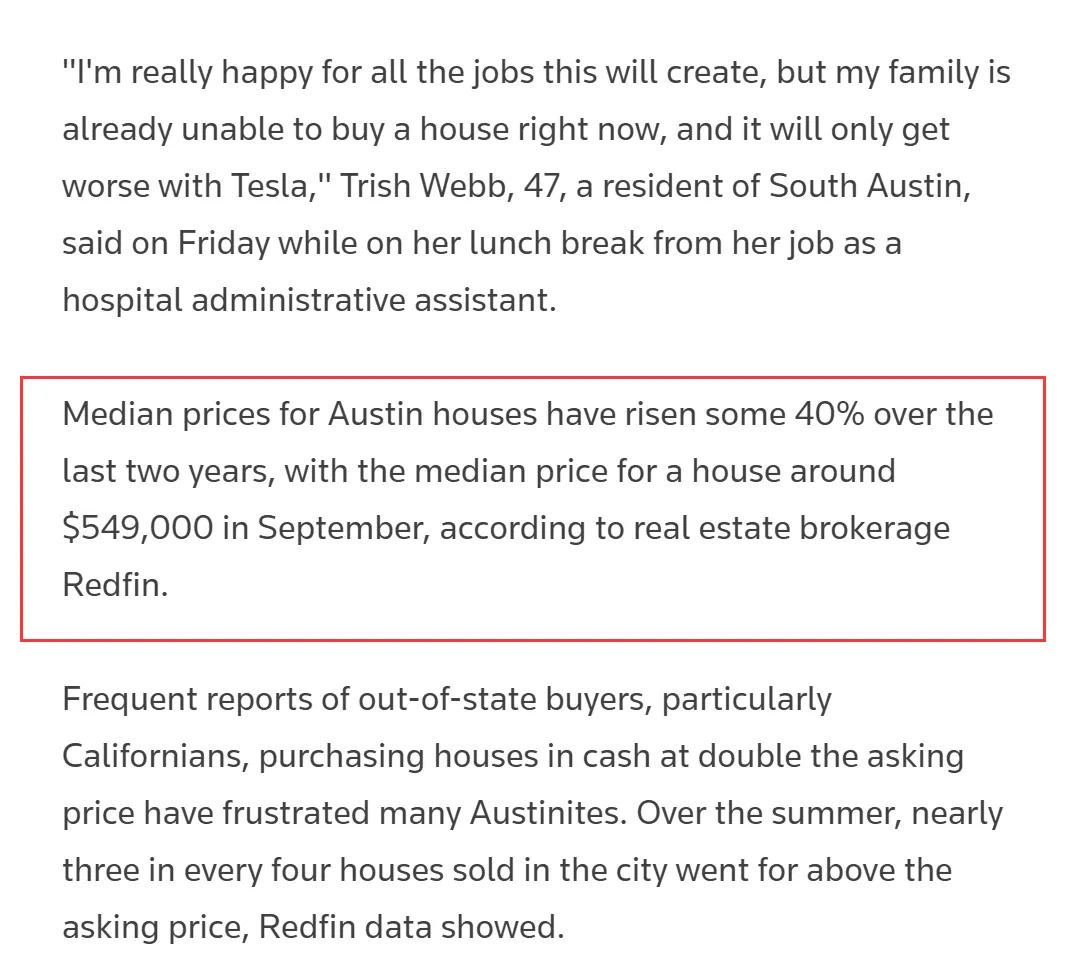 "I'm really happy for all the jobs this will create, but my family is
already unable to buy a house right now, and it will only get
worse with Tesla," Trish Webb, 47, a resident of South Austin,
said on Friday while on her lunch break from her job as a
hospital administrative assistant.
Median prices for Austin houses have risen some 40% over the
last two years, with the median price for a house around
$549,000 in September, according to real estate brokerage
Redfin.
Frequent reports of out-of-state buyers, particularly
Californians, purchasing houses in cash at double the asking
price have frustrated many Austinites. Over the summer, nearly
three in every four houses sold in the city went for above the
asking price, Redfin data showed.